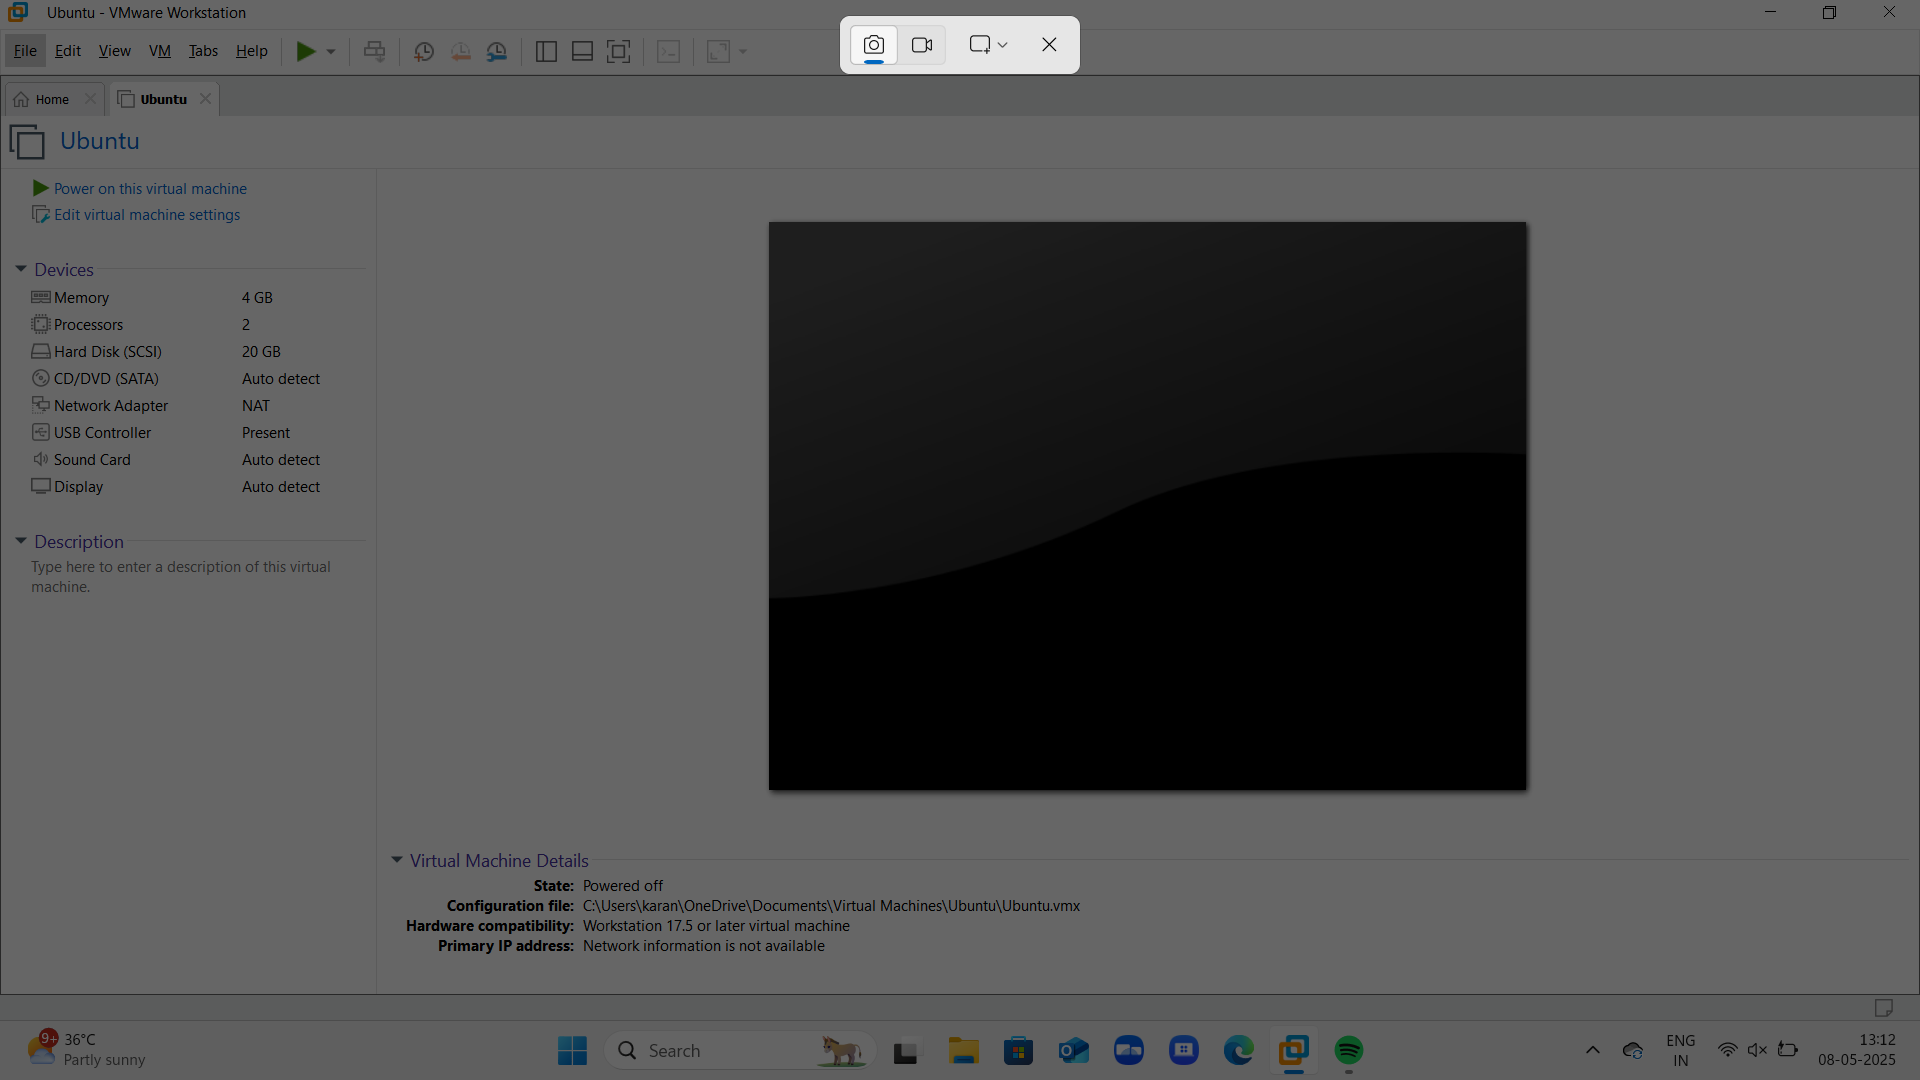 Ubuntu - VMware Workstation
File Edit View VM Tabs Help
Home
Ubuntu
Ubuntu
Power on this virtual machine
Edit virtual machine settings
Devices
Memory 4 GB
Processors 2
Hard Disk (SCSI) 20 GB
CD/DVD (SATA) Auto detect
Network Adapter NAT
USB Controller Present
Sound Card Auto detect
Display Auto detect
Description
Type here to enter a description of this virtual
machine.
Virtual Machine Details
State: Powered off
Configuration file: C:\Users\karan\OneDrive\Documents\Virtual Machines\Ubuntu\Ubuntu.vmx
Hardware compatibility: Workstation 17.5 or later virtual machine
Primary IP address: Network information is not available
9+
36°C
Partly sunny
Search
ENG
IN
13:12
08-05-2025